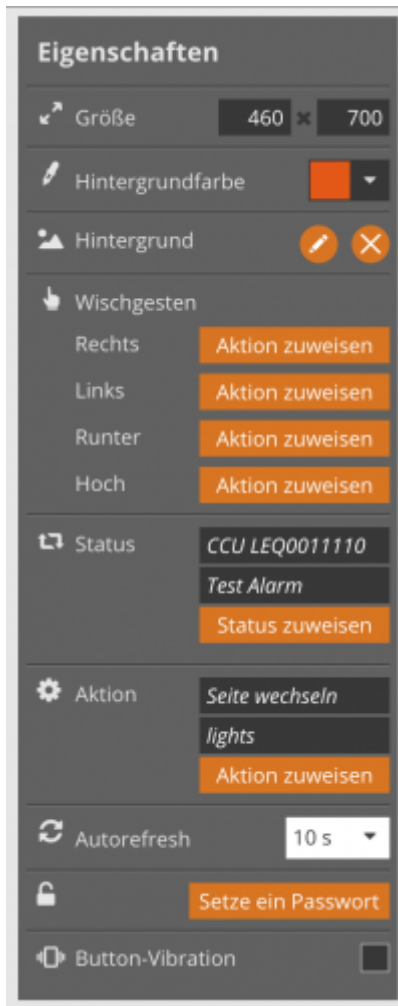 Eigenschaften
Größe 460 × 700
Hintergrundfarbe
Hintergrund
Wischgesten
Rechts Aktion zuweisen
Links Aktion zuweisen
Runter Aktion zuweisen
Hoch Aktion zuweisen
Status CCU LEQ0011110
Test Alarm
Status zuweisen
Aktion Seite wechseln
lights
Aktion zuweisen
Autorefresh 10 s
Setze ein Passwort
Button-Vibration